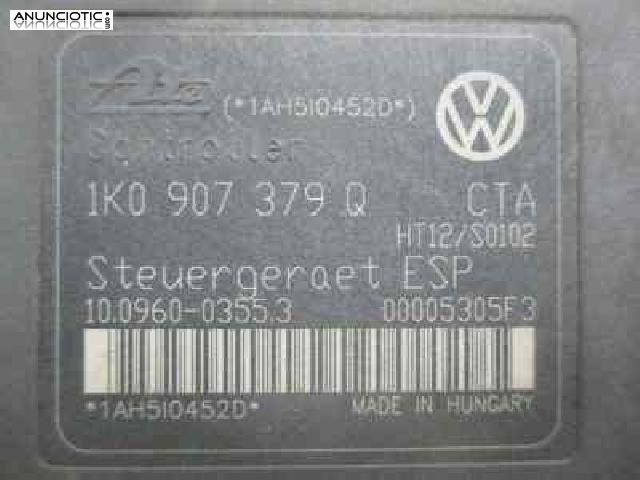 ANUNCIOTIC
Ate (*1AH5I0452D*)
1K0 907 379 Q CTA
HT12/S0102
Steuergeraet ESP
10.0960-0355.3 00005305F3
*1AH5I0452D* MADE IN HUNGARY